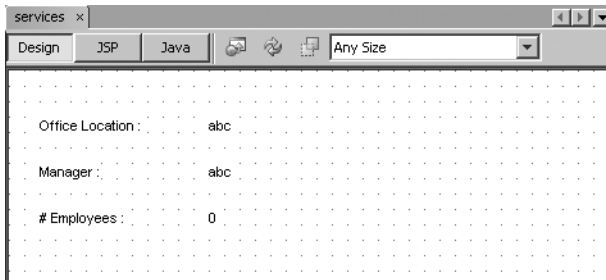 services ×
Design JSP Java Any Size
Office Location : abc
Manager : abc
# Employees : 0